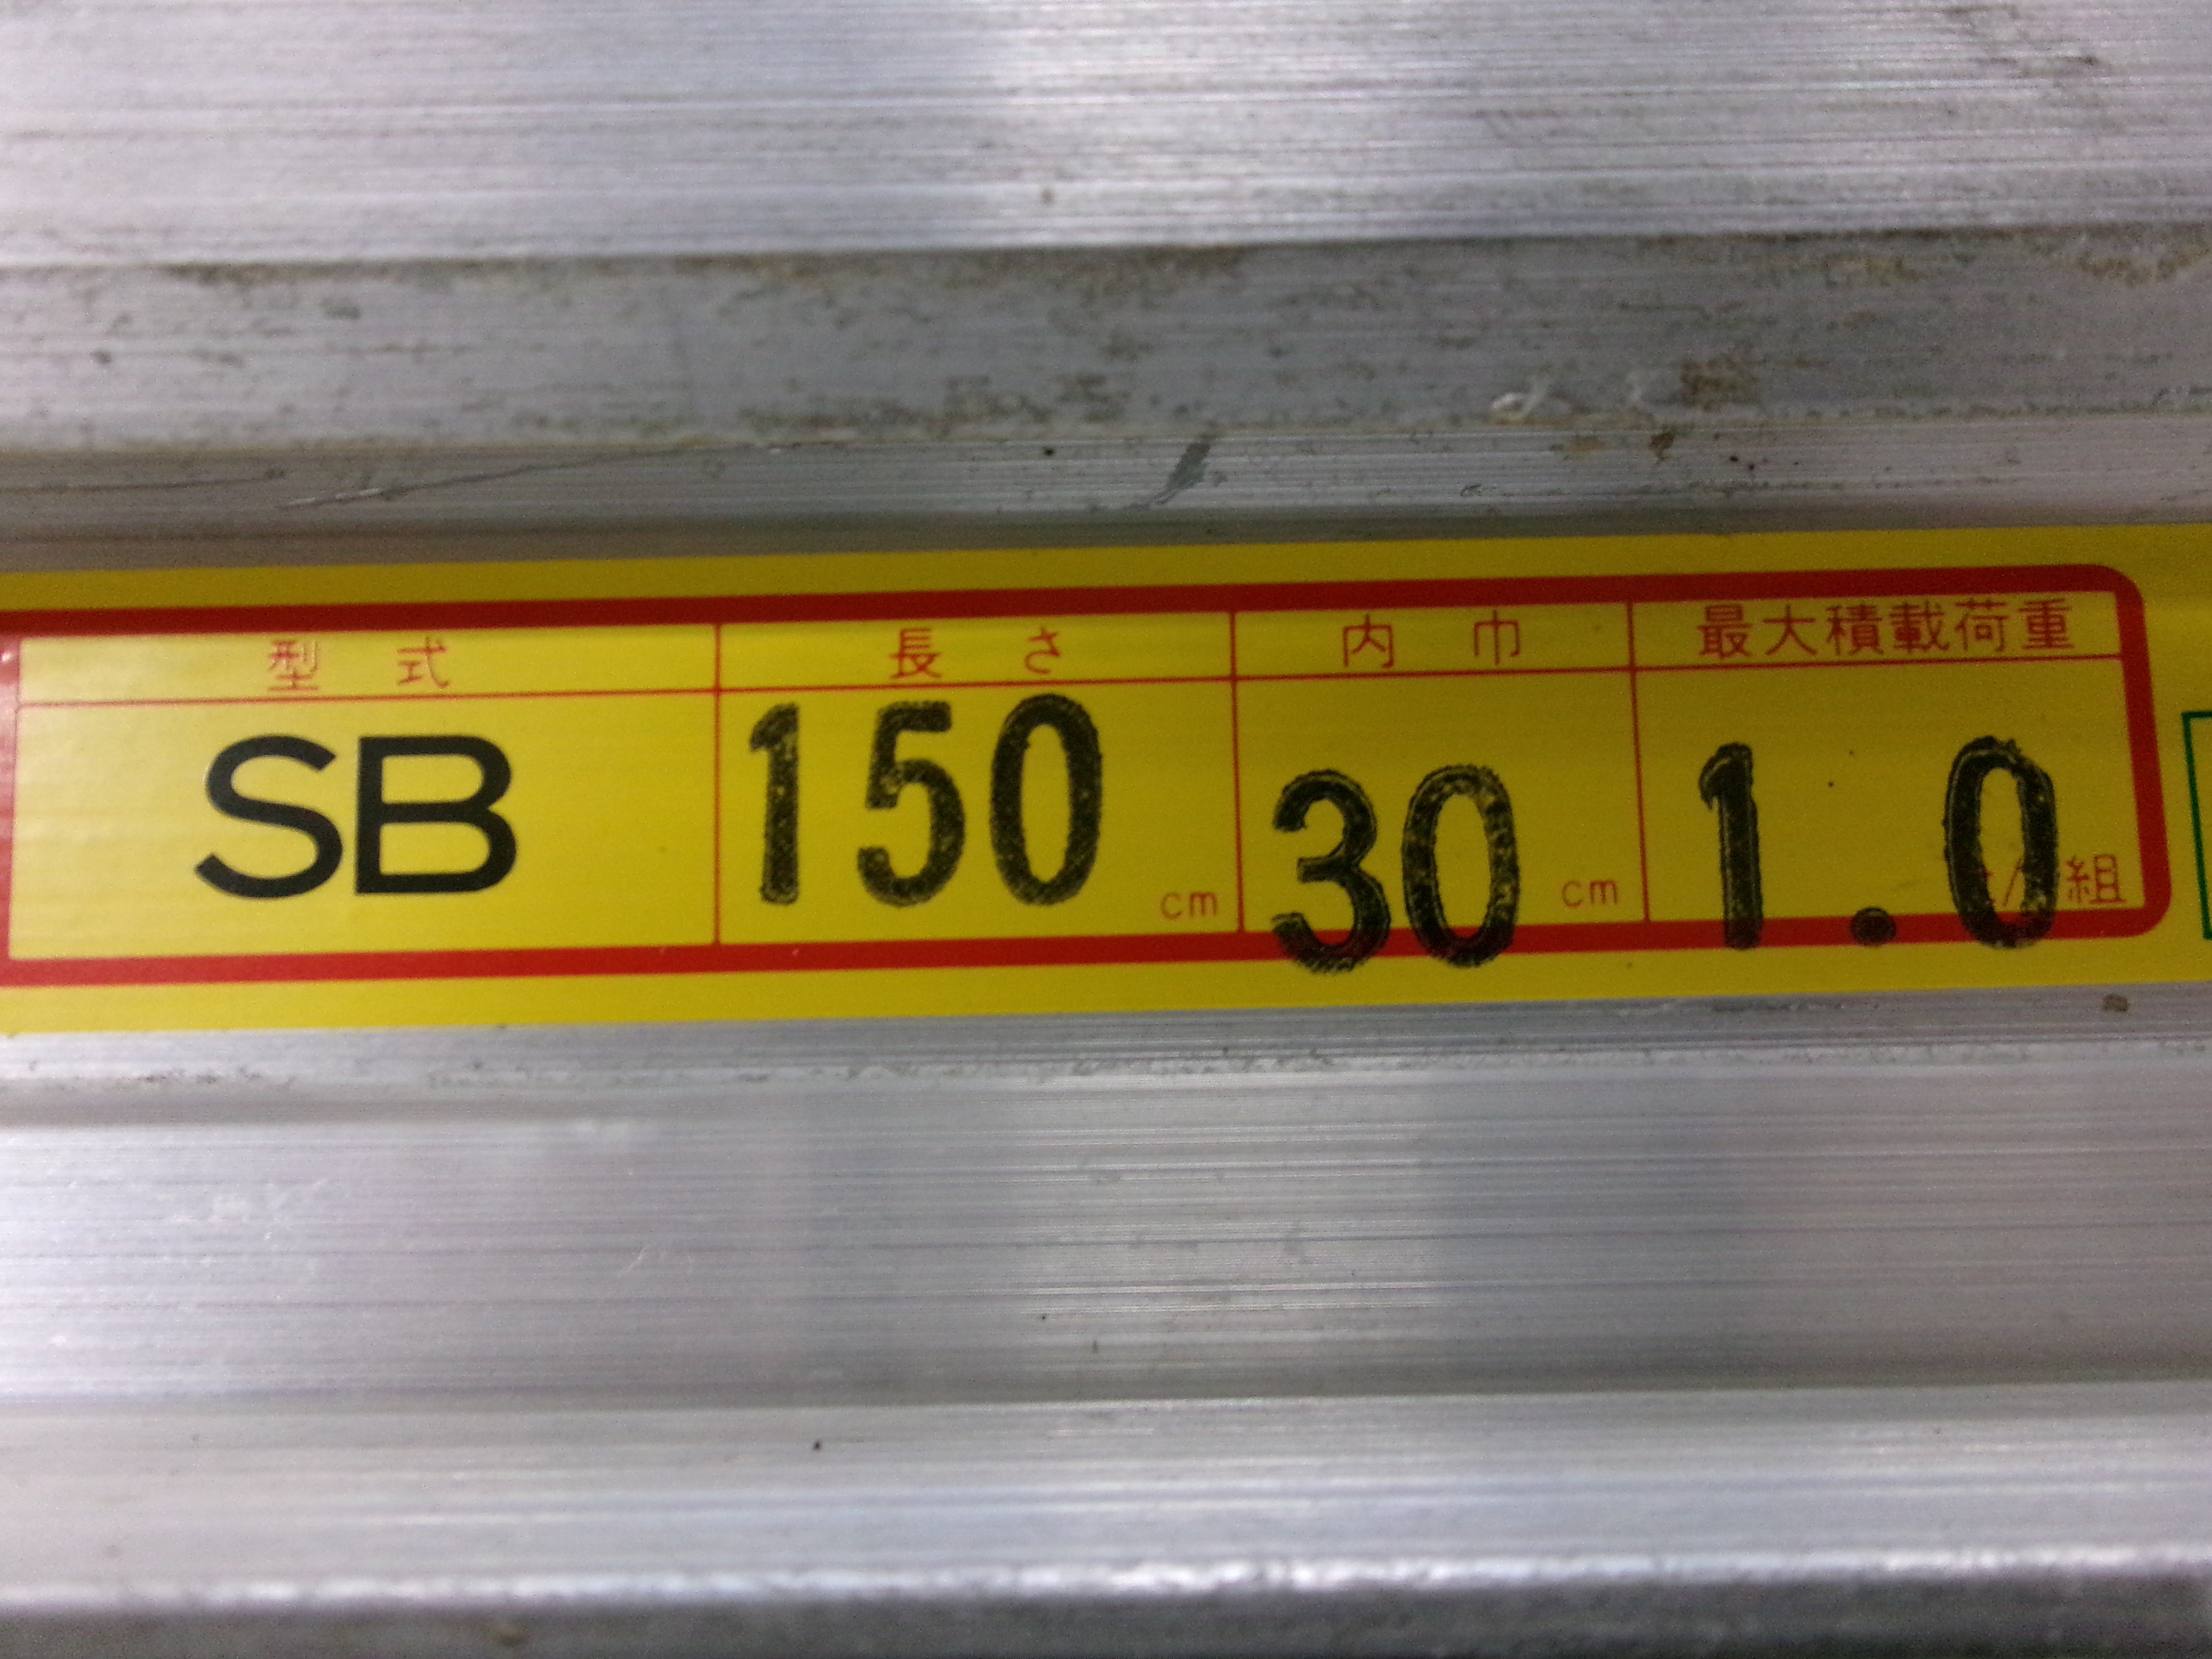 型式 長さ 内巾 最大積載荷重
SB 150 cm 30 cm 1.0 t/組